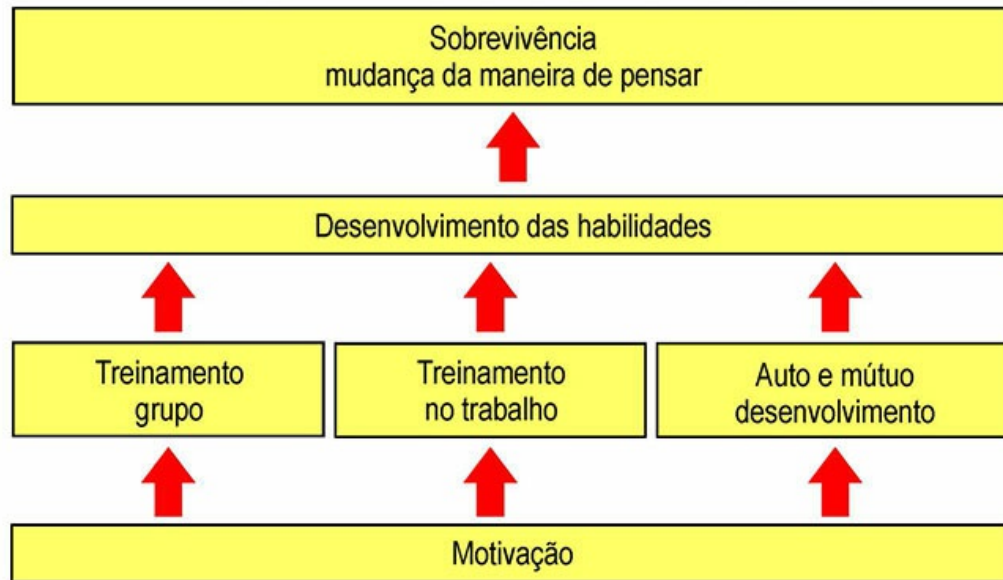 Sobrevivência
mudança da maneira de pensar
Desenvolvimento das habilidades
Treinamento
grupo
Treinamento
no trabalho
Auto e mútuo
desenvolvimento
Motivação